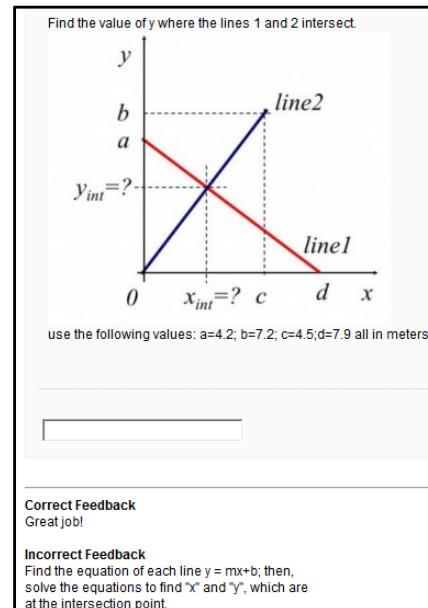 Find the value of y where the lines 1 and 2 intersect.
y
b
line2
a
y_int=?
line1
0
x_int=?
c
d
x
use the following values: a=4.2; b=7.2; c=4.5;d=7.9 all in meters
Correct Feedback
Great job!
Incorrect Feedback
Find the equation of each line y = mx+b; then,
solve the equations to find "x" and "y", which are
at the intersection point.